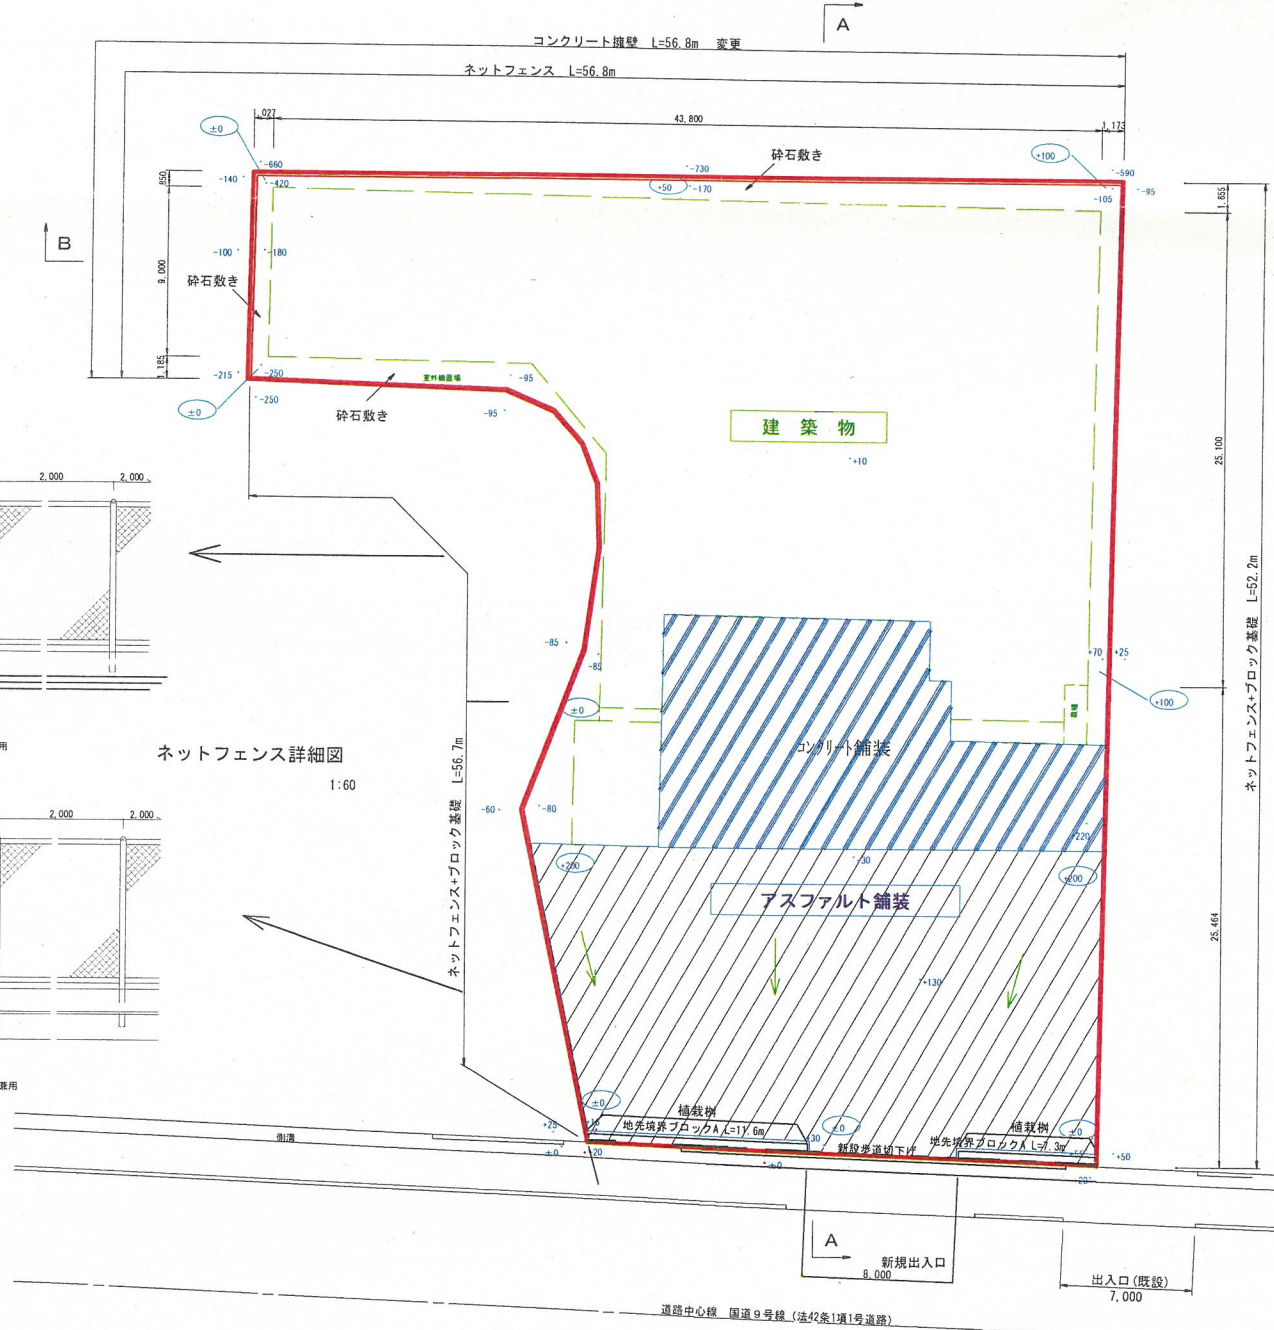 A
コンクリート擁壁 L=56.8m 変更
ネットフェンス L=56.8m
1,027
43,800
1,173
±0
+100
砕石敷き
-660
-730
-590
850
-140
-420
+50
-170
-105
-95
1,655
B
-100
-180
9,000
砕石敷き
1,185
-215
-250
室外機置場
-95
±0
-250
砕石敷き
-95
建築物
+10
25,100
2,000
2,000
ネットフェンス+ブロック基礎 L=52.2m
-85
-85
+70
+25
+100
±0
用
ネットフェンス詳細図
1:60
コンクリート舗装
ネットフェンス+ブロック基礎 L=56.7m
-60
-80
2,000
2,000
+220
+200
-30
+200
アスファルト舗装
25,464
+130
兼用
±0
植栽桝
±0
植栽桝
±0
+25
地先境界ブロックA L=11.6m
+30
地先境界ブロックA L=7.3m
側溝
新設歩道切下げ
+50
±0
+20
±0
-20
A
新規出入口
8,000
出入口(既設)
7,000
道路中心線 国道9号線 (法42条1項1号道路)